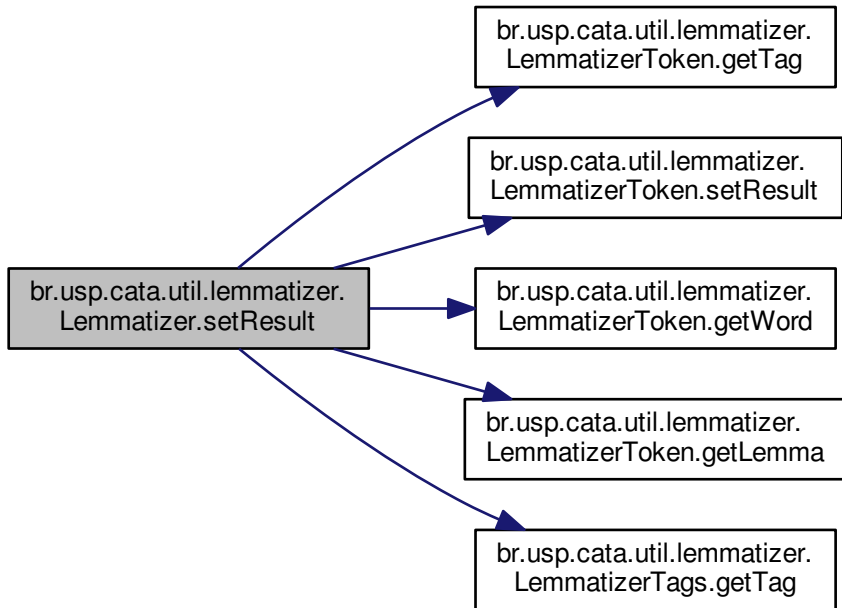 br.usp.cata.util.lemmatizer.
LemmatizerToken.getTag
br.usp.cata.util.lemmatizer.
LemmatizerToken.setResult
br.usp.cata.util.lemmatizer.
Lemmatizer.setResult
br.usp.cata.util.lemmatizer.
LemmatizerToken.getWord
br.usp.cata.util.lemmatizer.
LemmatizerToken.getLemma
br.usp.cata.util.lemmatizer.
LemmatizerTags.getTag